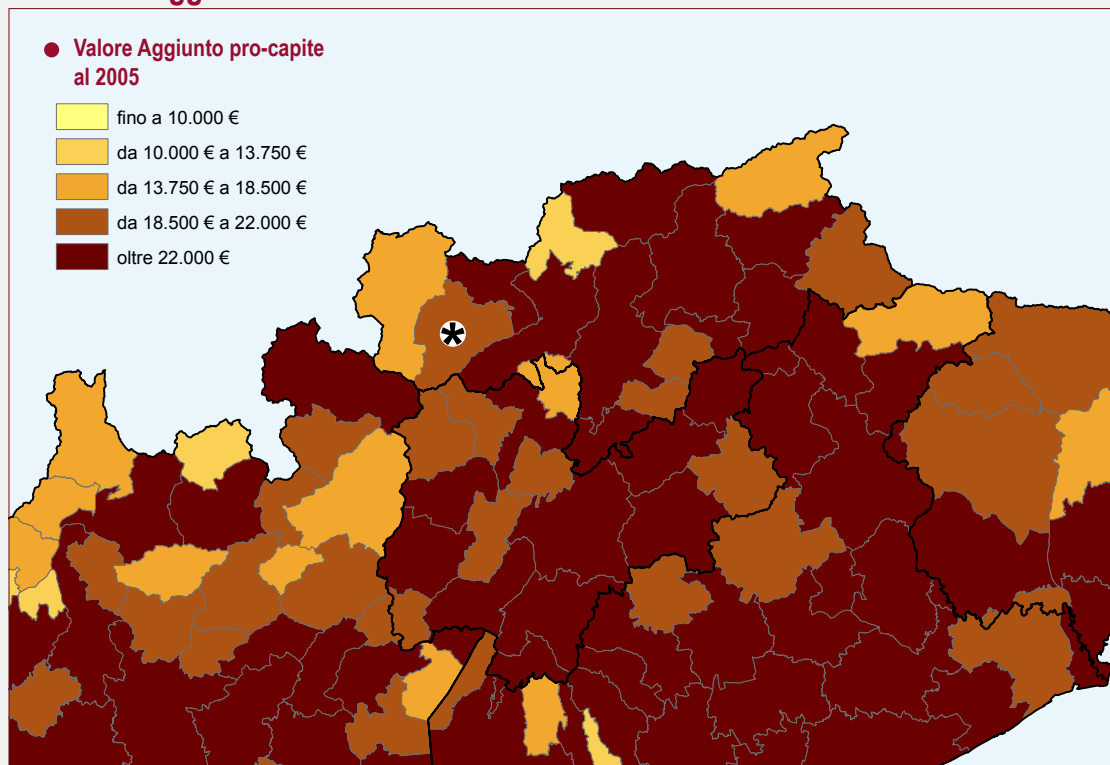 Valore Aggiunto pro-capite
al 2005
fino a 10.000 €
da 10.000 € a 13.750 €
da 13.750 € a 18.500 €
da 18.500 € a 22.000 €
oltre 22.000 €
*